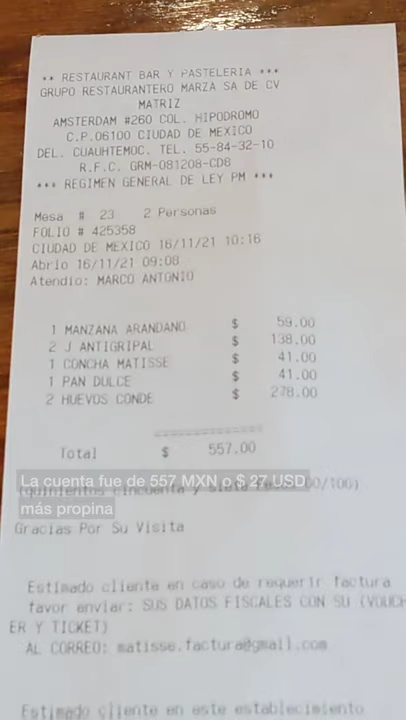 ** RESTAURANT BAR Y PASTELERIA ***
GRUPO RESTAURANTERO MARZA SA DE CV
MATRIZ
AMSTERDAM #260 COL. HIPODROMO
C.P.06100 CIUDAD DE MEXICO
DEL. CUAUHTEMOC. TEL. 55-84-32-10
R.F.C. GRM-081208-CD8
*** REGIMEN GENERAL DE LEY PM ***
Mesa # 23 2 Personas
FOLIO # 425358
CIUDAD DE MEXICO 16/11/21 10:16
Abrio 16/11/21 09:08
Atendio: MARCO ANTONIO
1 MANZANA ARANDANO $ 59.00
2 J ANTIGRIPAL $ 138.00
1 CONCHA MATISSE $ 41.00
1 PAN DULCE $ 41.00
2 HUEVOS CONDE $ 278.00
Total $ 557.00
La cuenta fue de 557 MXN o $ 27 USD
más propina
(quinientos cincuenta y siete 00/100)
Gracias Por Su Visita
Estimado cliente en caso de requerir factura
favor enviar: SUS DATOS FISCALES CON SU (VOUCH
ER Y TICKET)
AL CORREO: matisse.factura@gmail.com
Estimado cliente en este establecimiento